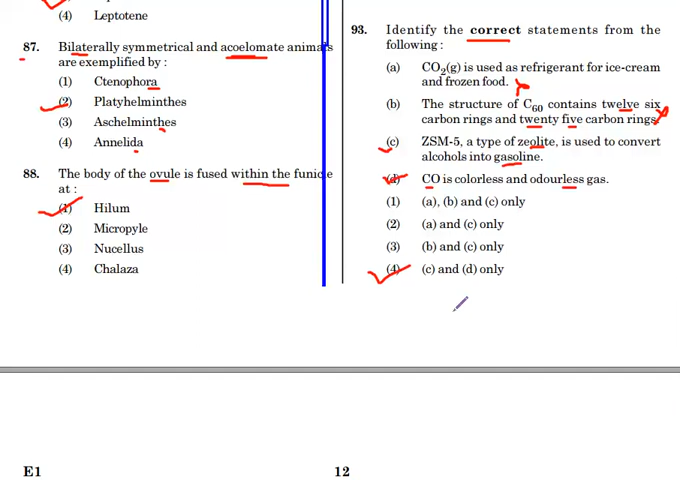 (4) Leptotene
87. Bilaterally symmetrical and acoelomate animals
are exemplified by :
(1) Ctenophora
(2) Platyhelminthes
(3) Aschelminthes
(4) Annelida
88. The body of the ovule is fused within the funicle
at :
(1) Hilum
(2) Micropyle
(3) Nucellus
(4) Chalaza
93. Identify the correct statements from the
following :
(a) CO2(g) is used as refrigerant for ice-cream
and frozen food.
(b) The structure of C60 contains twelve six
carbon rings and twenty five carbon rings.
(c) ZSM-5, a type of zeolite, is used to convert
alcohols into gasoline.
(d) CO is colorless and odourless gas.
(1) (a), (b) and (c) only
(2) (a) and (c) only
(3) (b) and (c) only
(4) (c) and (d) only
E1 12